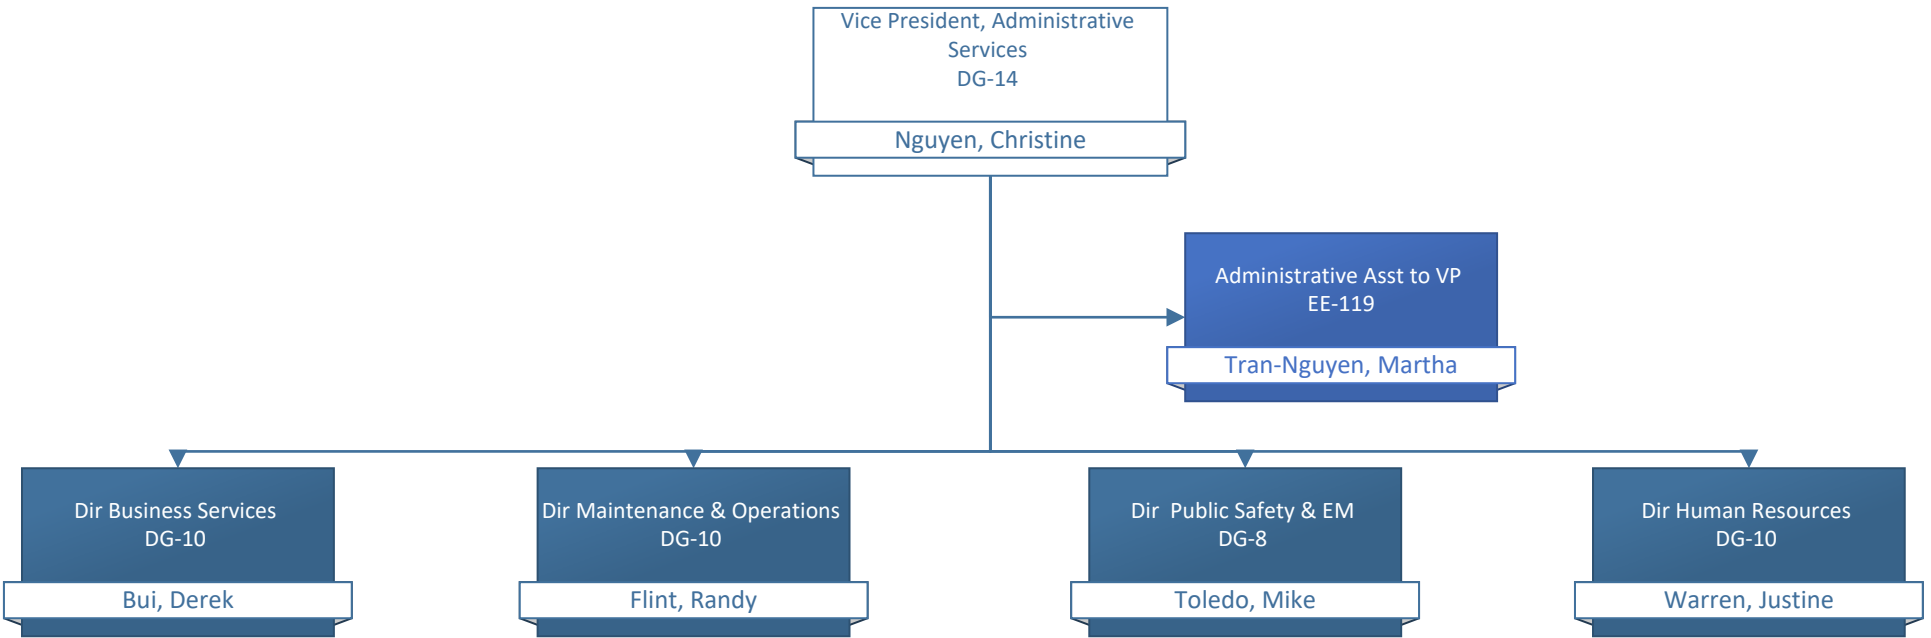 Vice President, Administrative
Services
DG-14
Nguyen, Christine
Administrative Asst to VP
EE-119
Tran-Nguyen, Martha
Dir Business Services
DG-10
Bui, Derek
Dir Maintenance & Operations
DG-10
Flint, Randy
Dir  Public Safety & EM
DG-8
Toledo, Mike
Dir Human Resources
DG-10
Warren, Justine